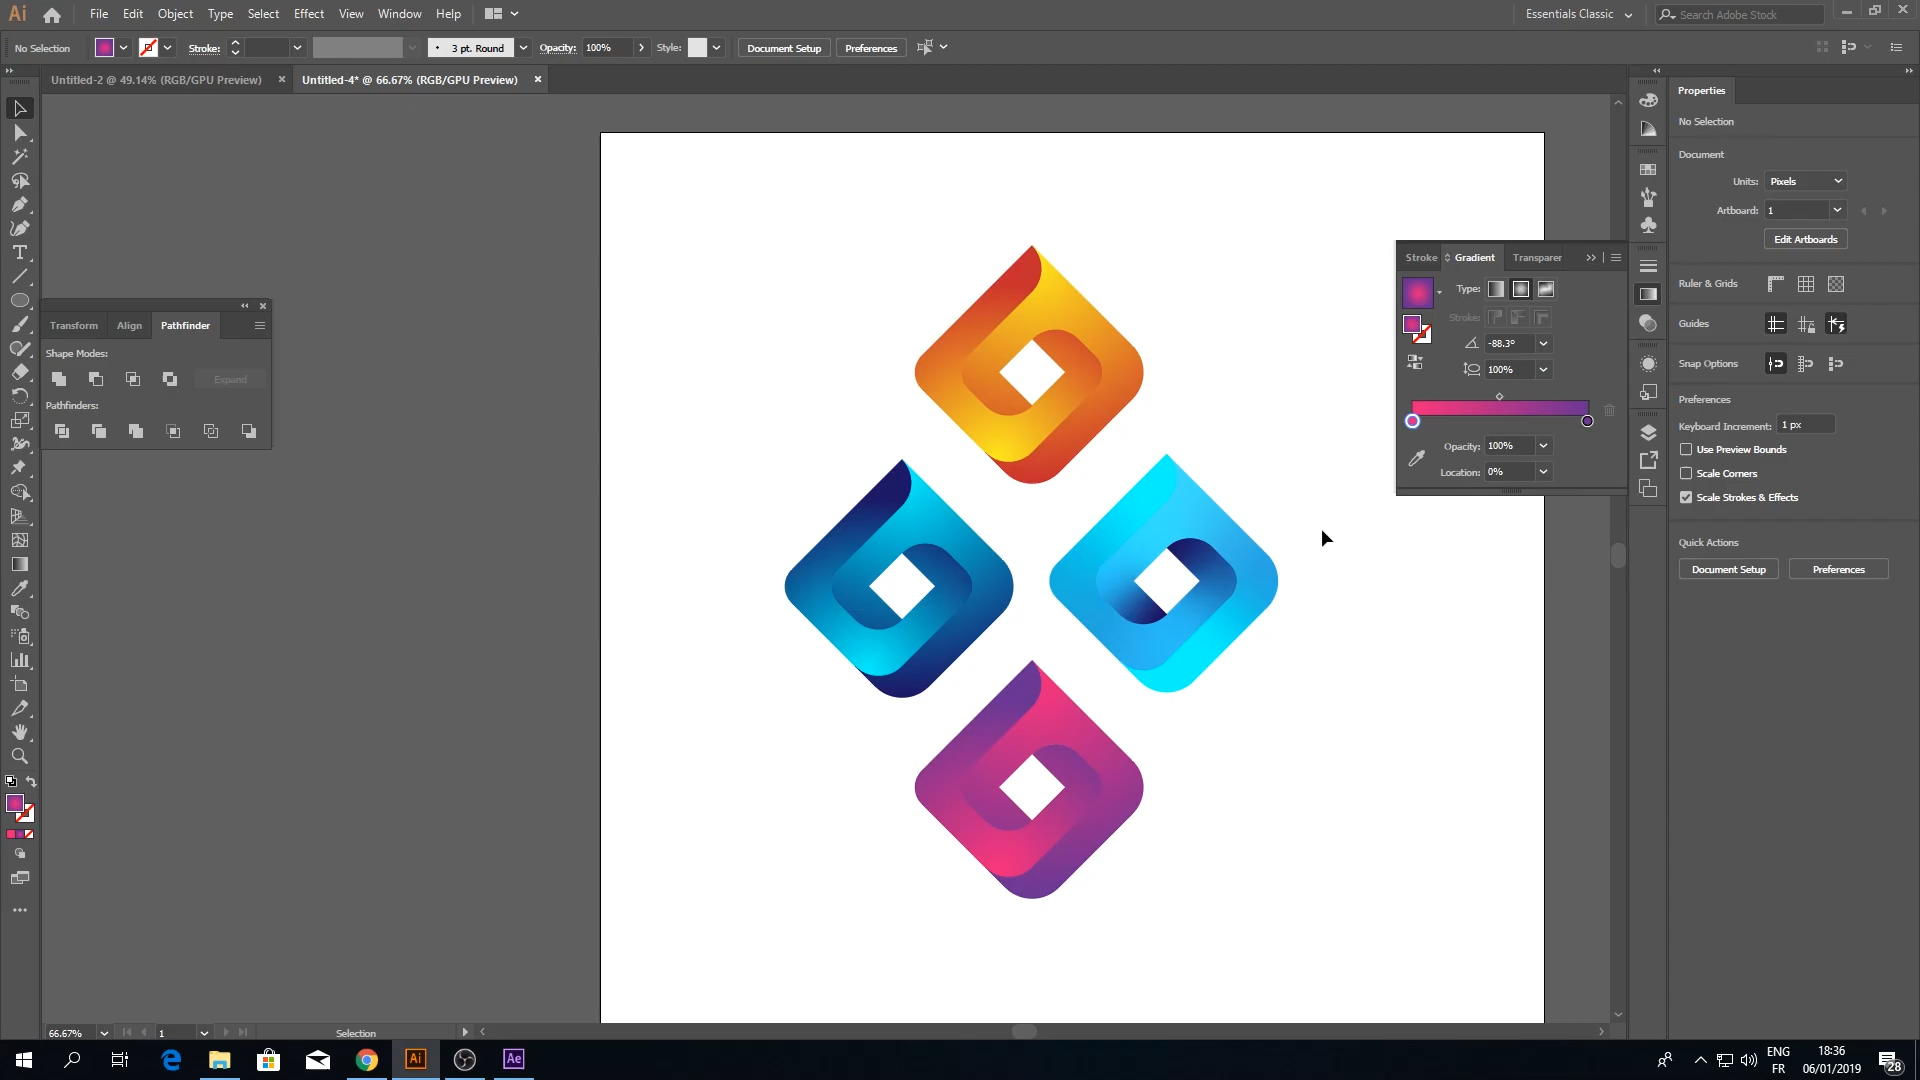 Ai File Edit Object Type Select Effect View Window Help Essentials Classic Search Adobe Stock
No Selection Stroke: 3 pt. Round Opacity: 100% Style: Document Setup Preferences
Untitled-2 @ 49.14% (RGB/GPU Preview) Untitled-4* @ 66.67% (RGB/GPU Preview)
Properties
No Selection
Document
Units: Pixels
Artboard: 1
Edit Artboards
Ruler & Grids
Guides
Snap Options
Preferences
Keyboard Increment: 1 px
Use Preview Bounds
Scale Corners
Scale Strokes & Effects
Quick Actions
Document Setup Preferences
Stroke Gradient Transparer
Type:
Stroke:
-88.3°
100%
Opacity: 100%
Location: 0%
Transform Align Pathfinder
Shape Modes:
Expand
Pathfinders:
66.67% 1 Selection
Ai Ae
ENG
FR
18:36
06/01/2019
28